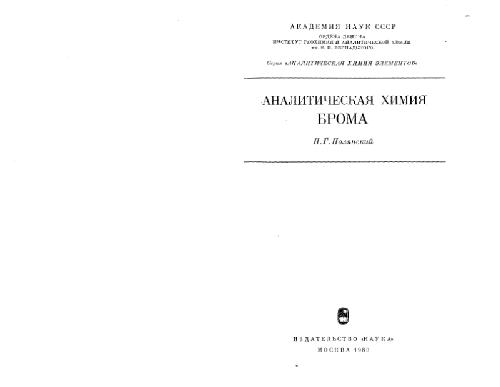 АКАДЕМИЯ НАУК СССР
ОРДЕНА ЛЕНИНА
ИНСТИТУТ ГЕОХИМИИ И АНАЛИТИЧЕСКОЙ ХИМИИ
им. В. И. ВЕРНАДСКОГО
Серия «АНАЛИТИЧЕСКАЯ ХИМИЯ ЭЛЕМЕНТОВ»
АНАЛИТИЧЕСКАЯ ХИМИЯ
БРОМА
Н. Г. Полянский
ИЗДАТЕЛЬСТВО «НАУКА»
МОСКВА 1980